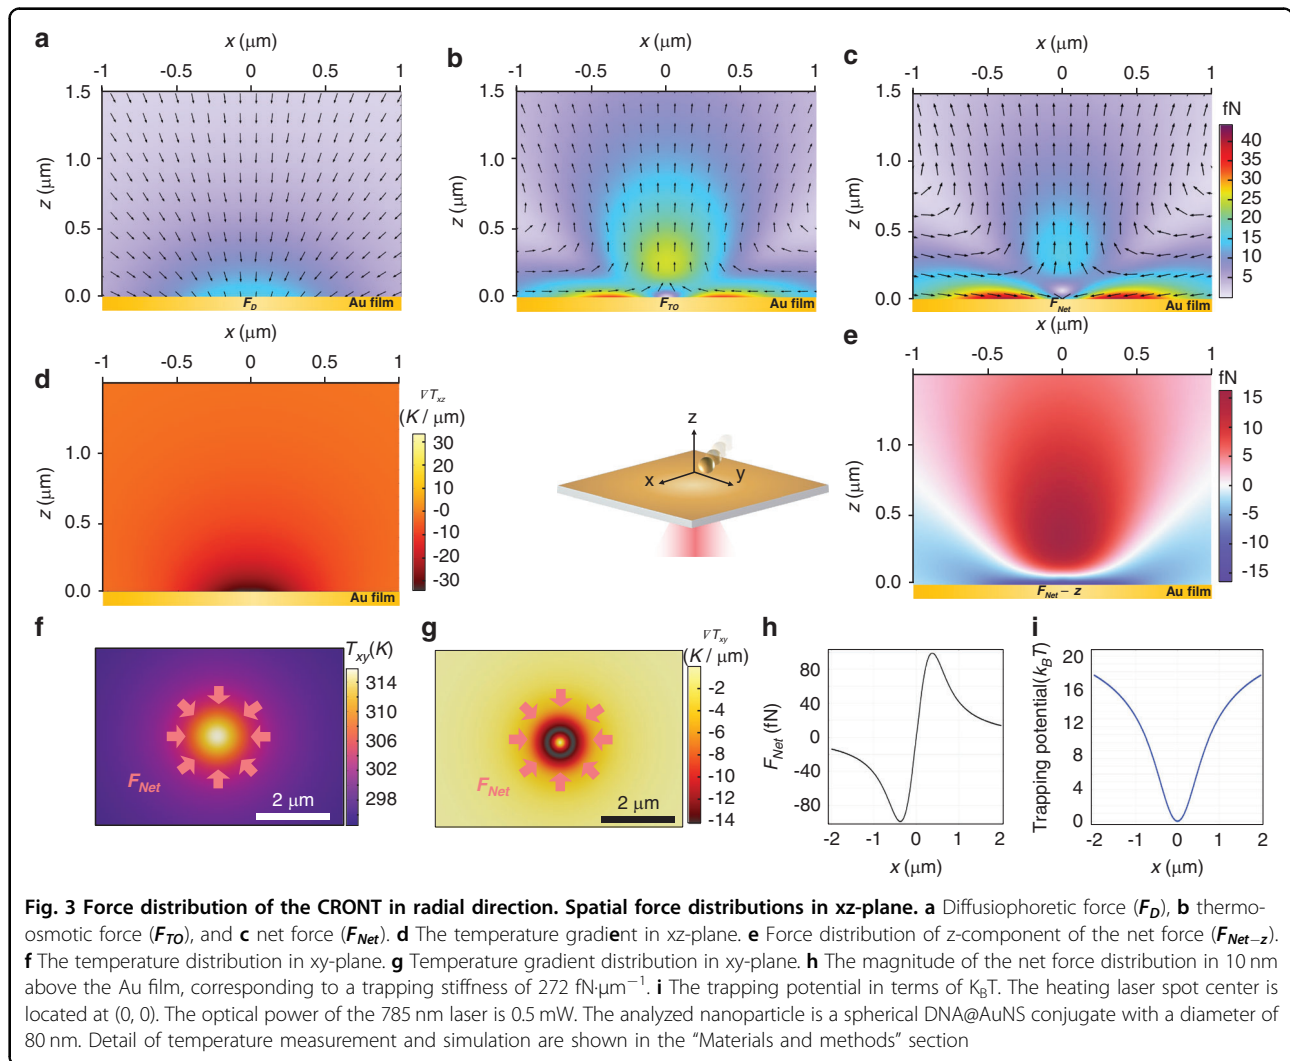 a
x (μm)
-1 -0.5 0 0.5 1
1.5
1.0
0.5
0.0
z (μm)
F_D
Au film
b
x (μm)
-1 -0.5 0 0.5 1
1.5
1.0
0.5
0.0
z (μm)
F_TO
Au film
c
x (μm)
-1 -0.5 0 0.5 1
1.5
1.0
0.5
0.0
z (μm)
F_Net
Au film
fN
40
35
30
25
20
15
10
5
d
x (μm)
-1 -0.5 0 0.5 1
1.0
0.5
0.0
z (μm)
Au film
∇T_xz
(K / μm)
30
20
10
-0
-10
-20
-30
z
x
y
e
x (μm)
-1 -0.5 0 0.5 1
1.0
0.5
0.0
z (μm)
F_Net – z
Au film
fN
15
10
5
0
-5
-10
-15
f
F_Net
2 μm
T_xy(K)
314
310
306
302
298
g
F_Net
2 μm
∇T_xy
(K / μm)
-2
-4
-6
-8
-10
-12
-14
h
F_Net (fN)
80
40
0
-40
-80
-2 -1 0 1 2
x (μm)
i
Trapping potential(k_BT)
20
16
12
8
4
0
-2 -1 0 1 2
x (μm)
Fig. 3 Force distribution of the CRONT in radial direction. Spatial force distributions in xz-plane. a Diffusiophoretic force (F_D), b thermo-
osmotic force (F_TO), and c net force (F_Net). d The temperature gradient in xz-plane. e Force distribution of z-component of the net force (F_Net−z).
f The temperature distribution in xy-plane. g Temperature gradient distribution in xy-plane. h The magnitude of the net force distribution in 10 nm
above the Au film, corresponding to a trapping stiffness of 272 fN·μm⁻¹. i The trapping potential in terms of K_BT. The heating laser spot center is
located at (0, 0). The optical power of the 785 nm laser is 0.5 mW. The analyzed nanoparticle is a spherical DNA@AuNS conjugate with a diameter of
80 nm. Detail of temperature measurement and simulation are shown in the “Materials and methods” section